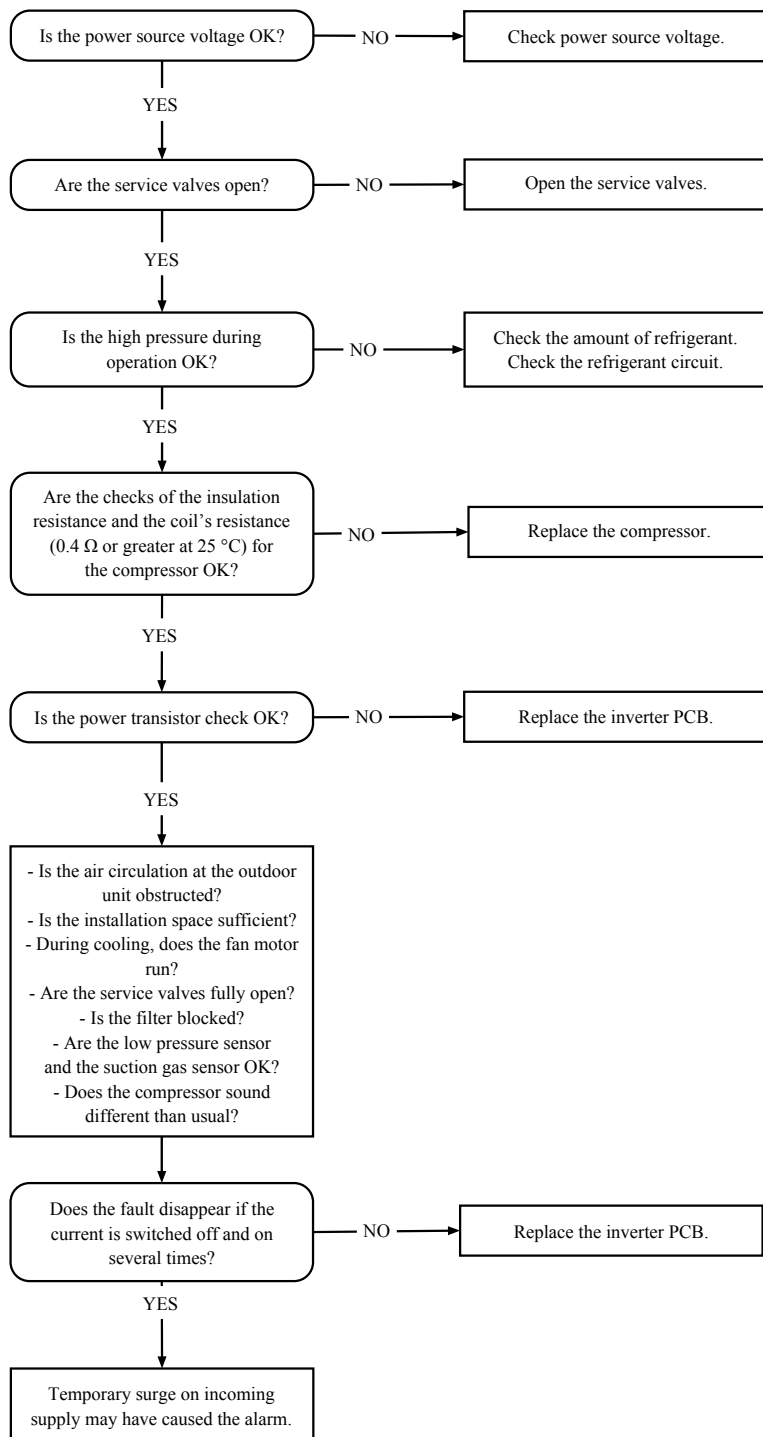 Is the power source voltage OK?
NO
Check power source voltage.
YES
Are the service valves open?
NO
Open the service valves.
YES
Is the high pressure during
operation OK?
NO
Check the amount of refrigerant.
Check the refrigerant circuit.
YES
Are the checks of the insulation
resistance and the coil's resistance
(0.4 Ω or greater at 25 °C) for
the compressor OK?
NO
Replace the compressor.
YES
Is the power transistor check OK?
NO
Replace the inverter PCB.
YES
- Is the air circulation at the outdoor
unit obstructed?
- Is the installation space sufficient?
- During cooling, does the fan motor
run?
- Are the service valves fully open?
- Is the filter blocked?
- Are the low pressure sensor
and the suction gas sensor OK?
- Does the compressor sound
different than usual?
Does the fault disappear if the
current is switched off and on
several times?
NO
Replace the inverter PCB.
YES
Temporary surge on incoming
supply may have caused the alarm.